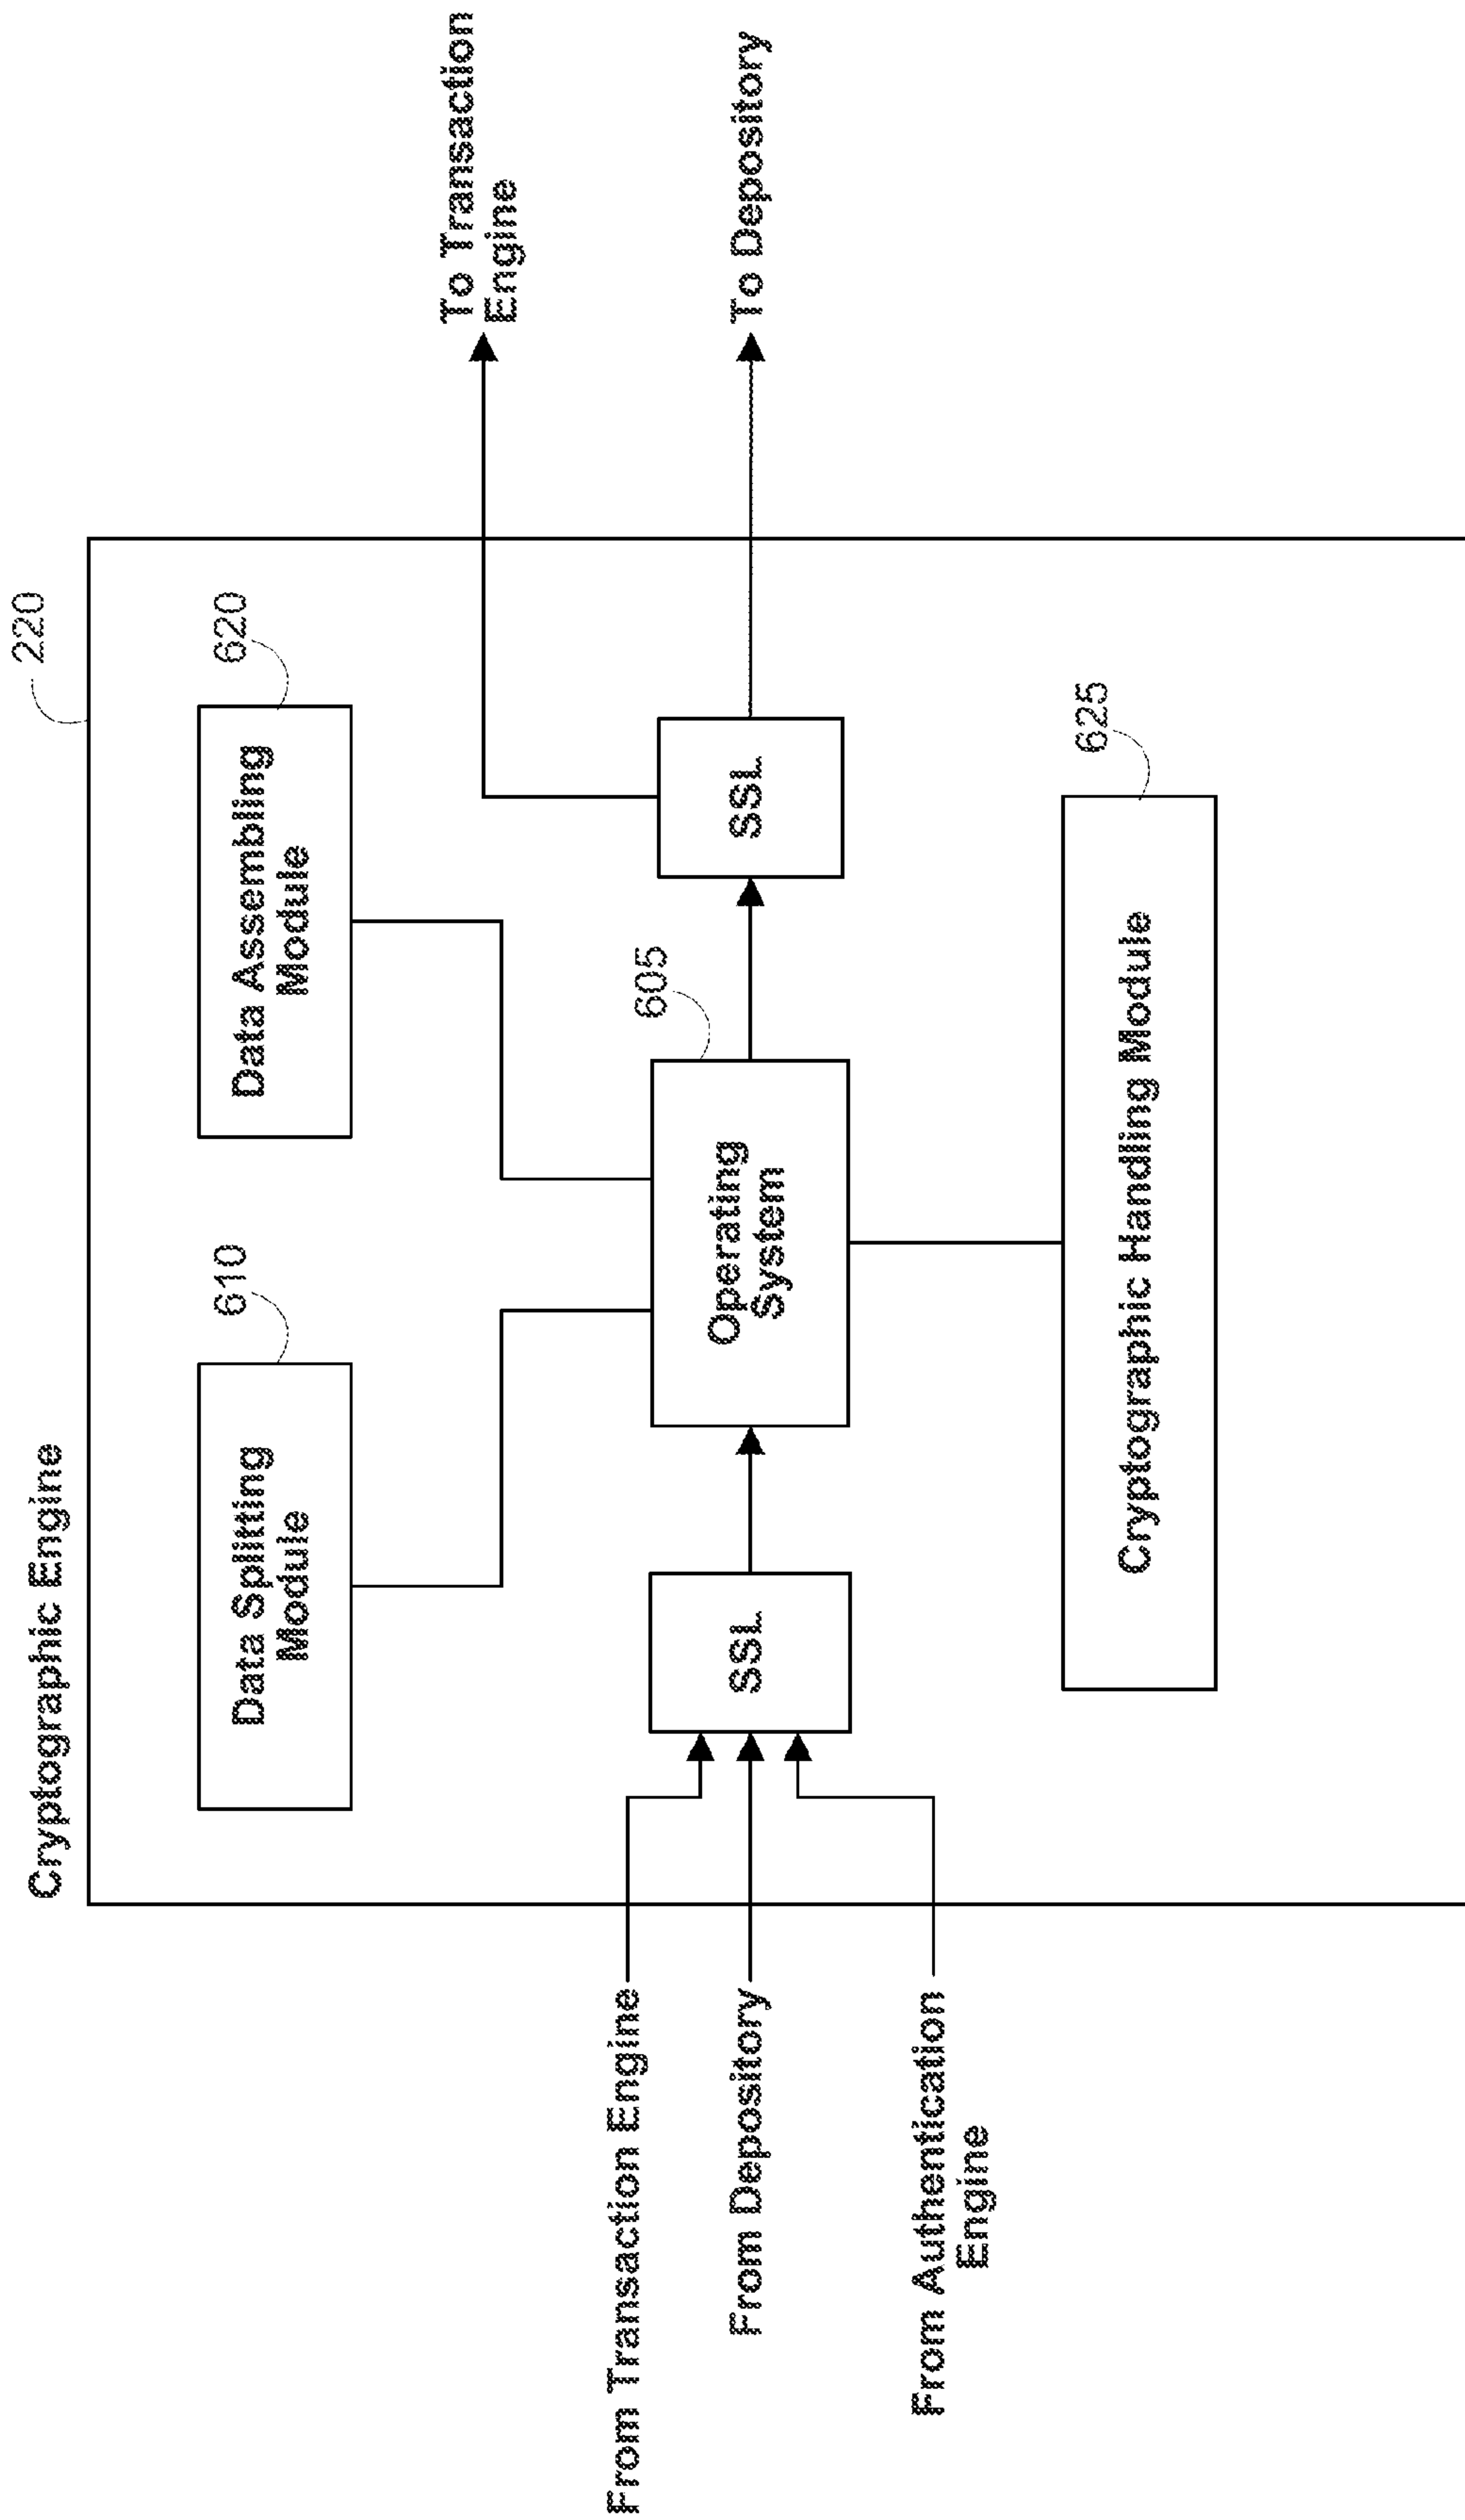 Cryptographic Engine
220
Data Splitting
Module
610
Data Assembling
Module
620
To Transaction
Engine
From Transaction Engine
From Depository
From Authentication
Engine
SSL
Operating
System
605
SSL
To Depository
Cryptographic Handling Module
625